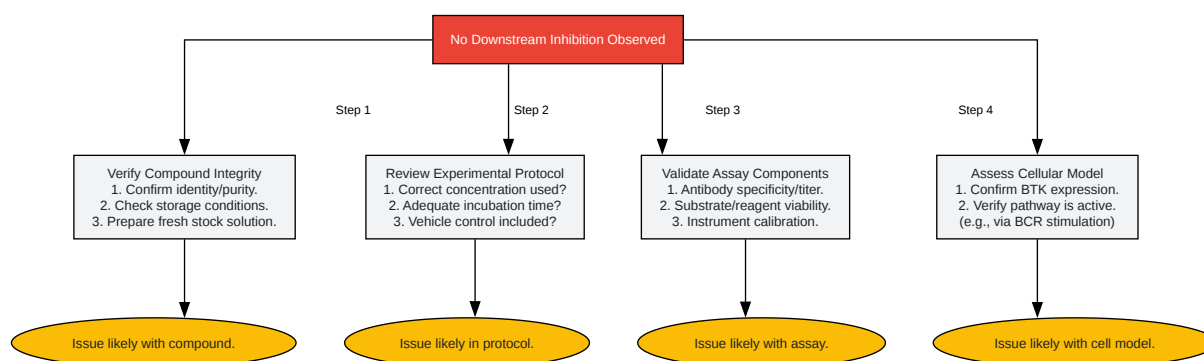 No Downstream Inhibition Observed
Step 1
Step 2
Step 3
Step 4
Verify Compound Integrity
1. Confirm identity/purity.
2. Check storage conditions.
3. Prepare fresh stock solution.
Review Experimental Protocol
1. Correct concentration used?
2. Adequate incubation time?
3. Vehicle control included?
Validate Assay Components
1. Antibody specificity/titer.
2. Substrate/reagent viability.
3. Instrument calibration.
Assess Cellular Model
1. Confirm BTK expression.
2. Verify pathway is active.
(e.g., via BCR stimulation)
Issue likely with compound.
Issue likely in protocol.
Issue likely with assay.
Issue likely with cell model.